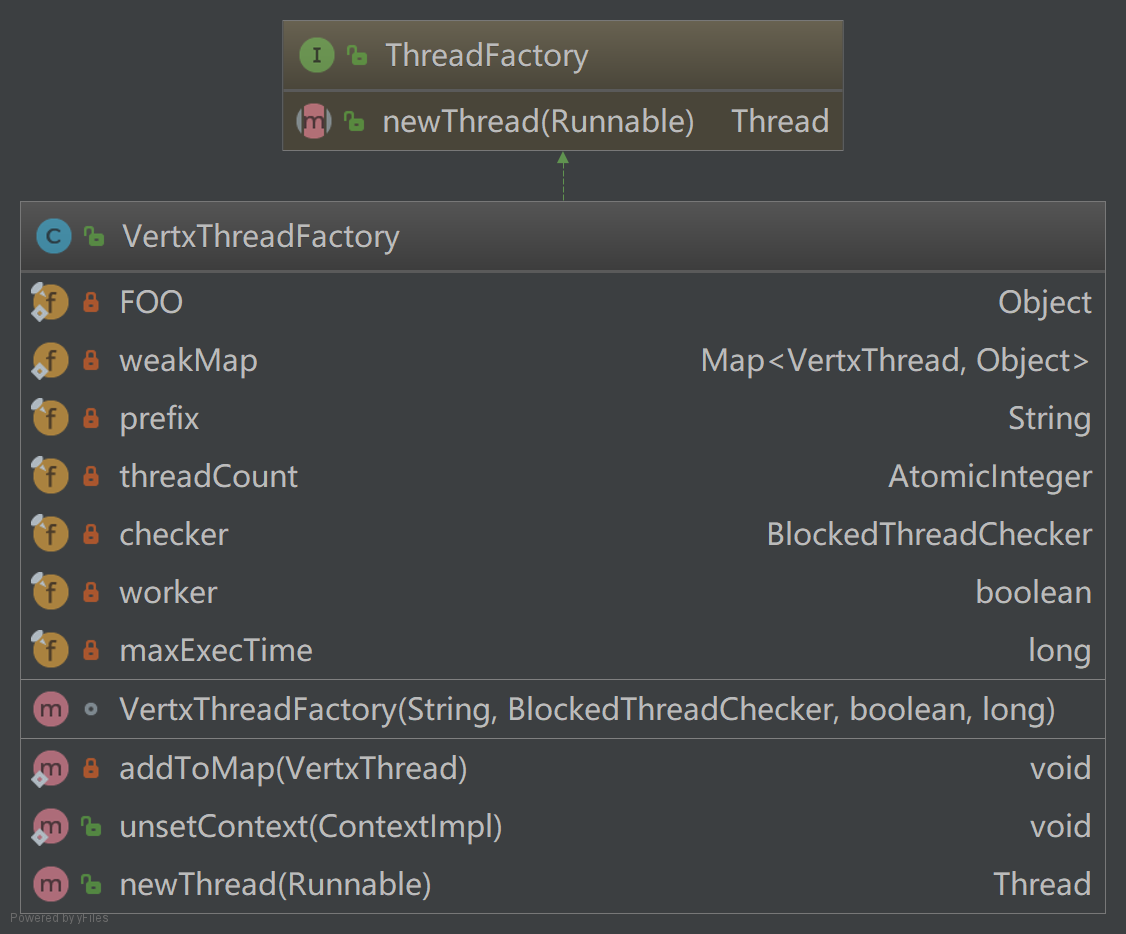 I ThreadFactory
m newThread(Runnable) Thread
C VertxThreadFactory
f FOO Object
f weakMap Map<VertxThread, Object>
f prefix String
f threadCount AtomicInteger
f checker BlockedThreadChecker
f worker boolean
f maxExecTime long
m VertxThreadFactory(String, BlockedThreadChecker, boolean, long)
m addToMap(VertxThread) void
m unsetContext(ContextImpl) void
m newThread(Runnable) Thread
Powered by yFiles